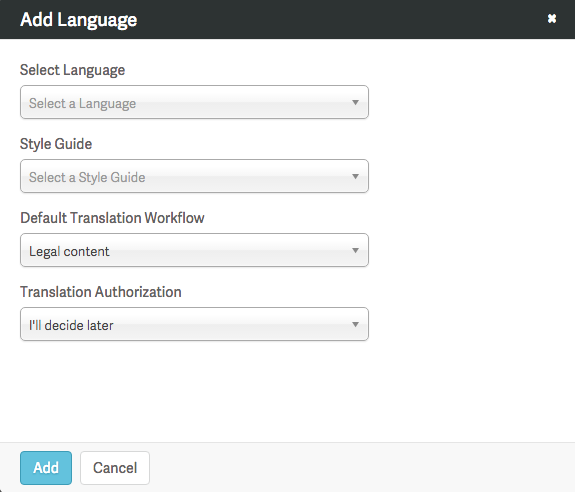 Add Language
Select Language
Select a Language
Style Guide
Select a Style Guide
Default Translation Workflow
Legal content
Translation Authorization
I'll decide later
Add Cancel